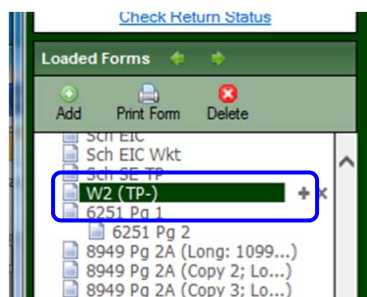 Check Return Status
Loaded Forms
Add Print Form Delete
Sch EIC
Sch EIC Wkt
Sch SE TP
W2 (TP-)
6251 Pg 1
6251 Pg 2
8949 Pg 2A (Long: 1099...)
8949 Pg 2A (Copy 2; Lo...)
8949 Pg 2A (Copy 3; Lo...)